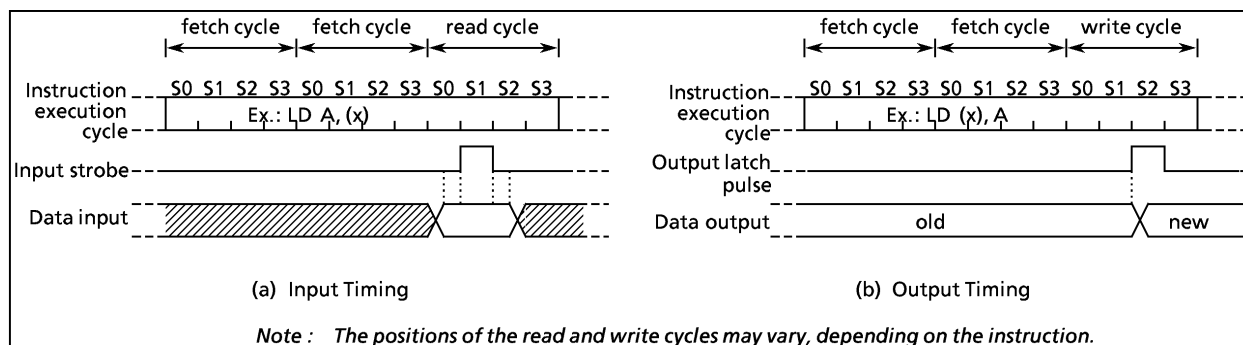 fetch cycle fetch cycle read cycle
S0 S1 S2 S3 S0 S1 S2 S3 S0 S1 S2 S3
Instruction
execution
cycle
Ex.: LD A, (x)
Input strobe
Data input
(a) Input Timing
fetch cycle fetch cycle write cycle
S0 S1 S2 S3 S0 S1 S2 S3 S0 S1 S2 S3
Instruction
execution
cycle
Ex.: LD (x), A
Output latch
pulse
Data output
old new
(b) Output Timing
Note : The positions of the read and write cycles may vary, depending on the instruction.